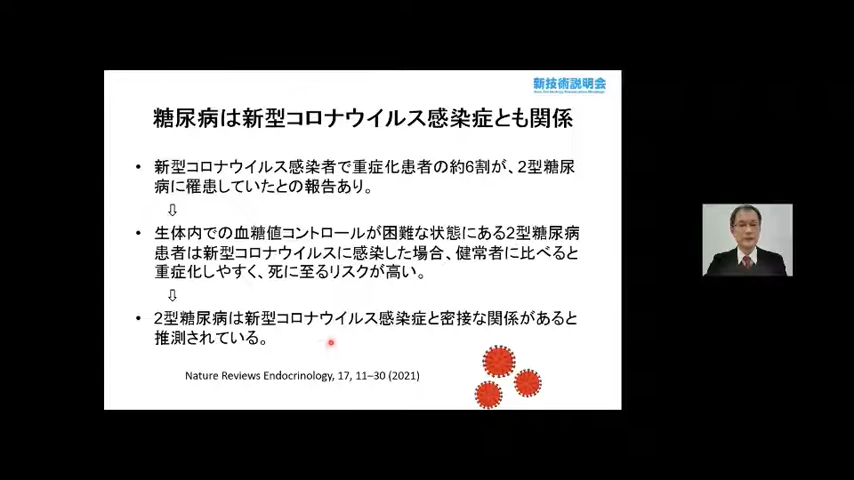 新技術説明会
糖尿病は新型コロナウイルス感染症とも関係
• 新型コロナウイルス感染者で重症化患者の約6割が、2型糖尿
病に罹患していたとの報告あり。
⇩
• 生体内での血糖値コントロールが困難な状態にある2型糖尿病
患者は新型コロナウイルスに感染した場合、健常者に比べると
重症化しやすく、死に至るリスクが高い。
⇩
• 2型糖尿病は新型コロナウイルス感染症と密接な関係があると
推測されている。
Nature Reviews Endocrinology, 17, 11–30 (2021)